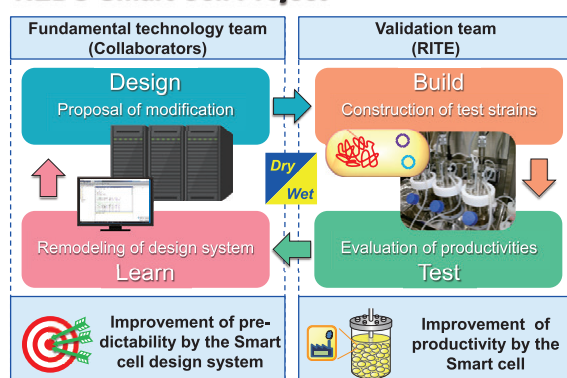 Fundamental technology team
(Collaborators)
Validation team
(RITE)
Design
Proposal of modification
Build
Construction of test strains
Dry
Wet
Remodeling of design system
Learn
Evaluation of productivities
Test
Improvement of pre-
dictability by the Smart
cell design system
Improvement of
productivity by the
Smart cell